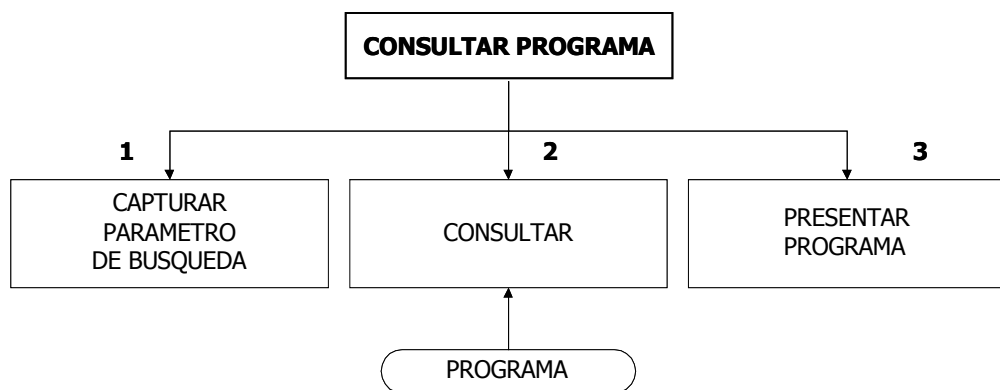 CONSULTAR PROGRAMA
1
2
3
CAPTURAR
PARAMETRO
DE BUSQUEDA
CONSULTAR
PRESENTAR
PROGRAMA
PROGRAMA